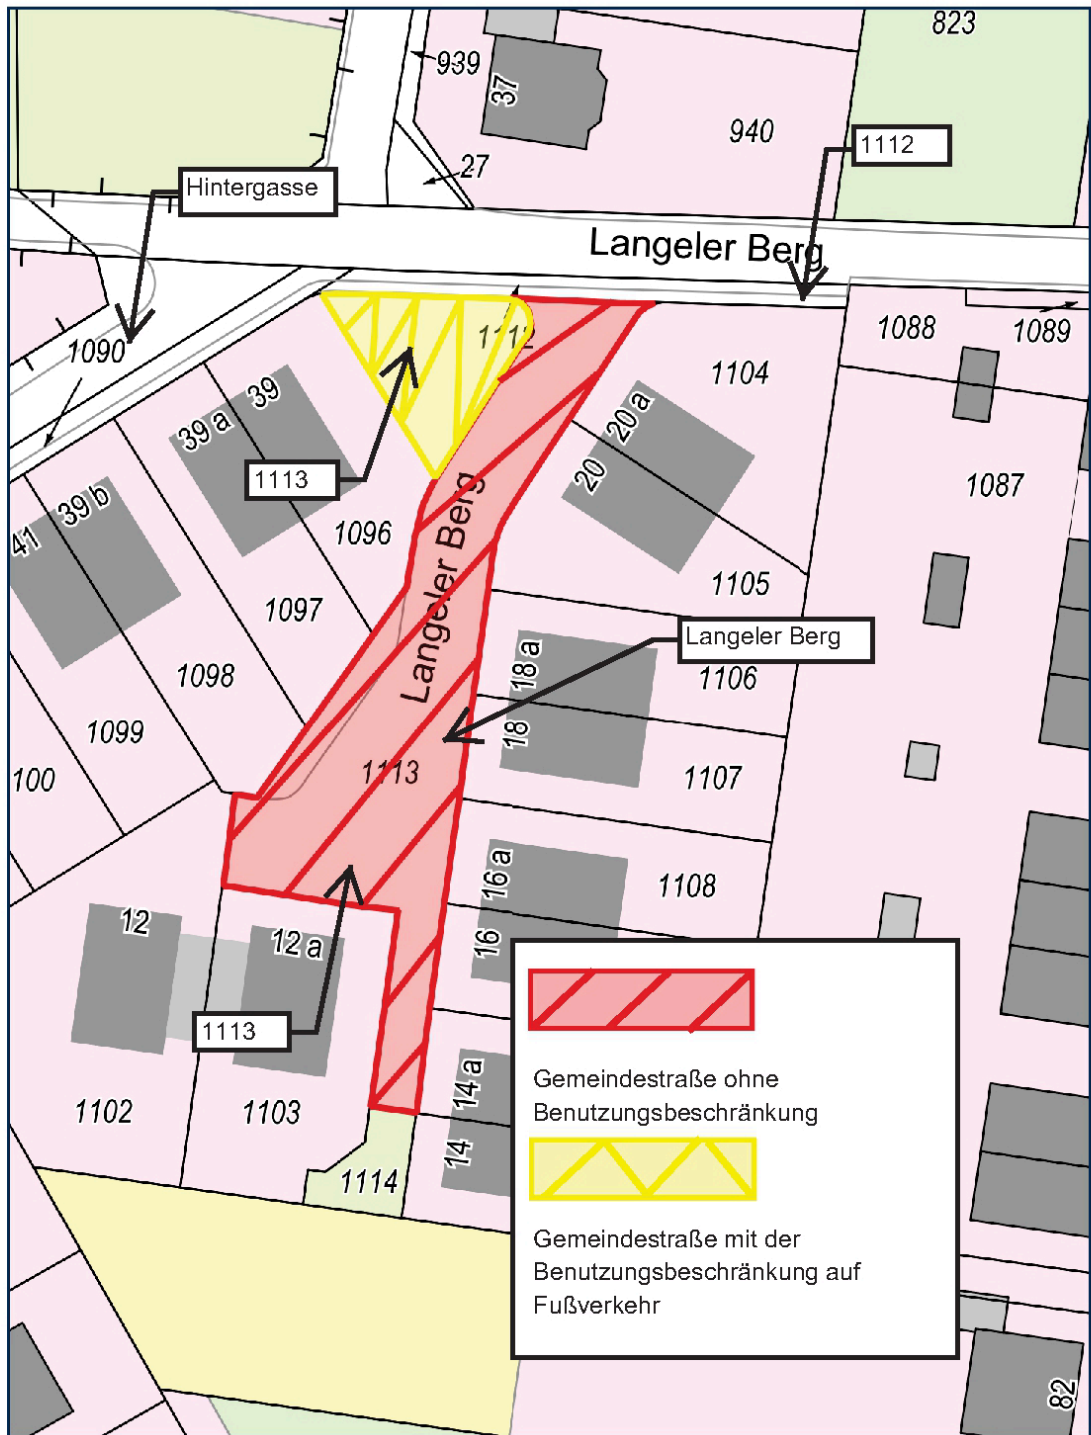 823
939
37
940
1112
27
Hintergasse
Langeler Berg
1090
1112
1088
1089
1104
39
39 a
20 a
20
1113
39 b
41
1087
1096
Langeler Berg
1105
1097
Langeler Berg
18 a
1106
1098
18
1099
1113
1107
100
16 a
1108
12
12 a
16
1113
Gemeindestraße ohne
Benutzungsbeschränkung
14 a
1102
1103
14
1114
Gemeindestraße mit der
Benutzungsbeschränkung auf
Fußverkehr
82